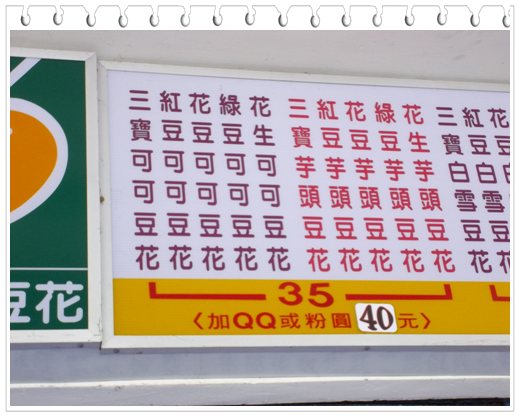 豆花
三寶可可豆花
紅豆可可豆花
花豆可可豆花
綠豆可可豆花
花生可可豆花
三寶芋頭豆花
紅豆芋頭豆花
花豆芋頭豆花
綠豆芋頭豆花
花生芋頭豆花
三寶白雪豆花
紅豆白雪豆花
35
〈加QQ或粉圓40元〉